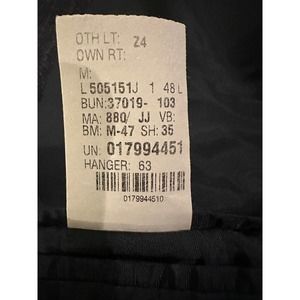 OTH LT: Z4
OWN RT:
M:
L 505151J 1 48 L
BUN: 37019- 103
MA: 880/ JJ VB:
BM: M-47 SH: 35
UN: 017994451
HANGER: 63
0179944510